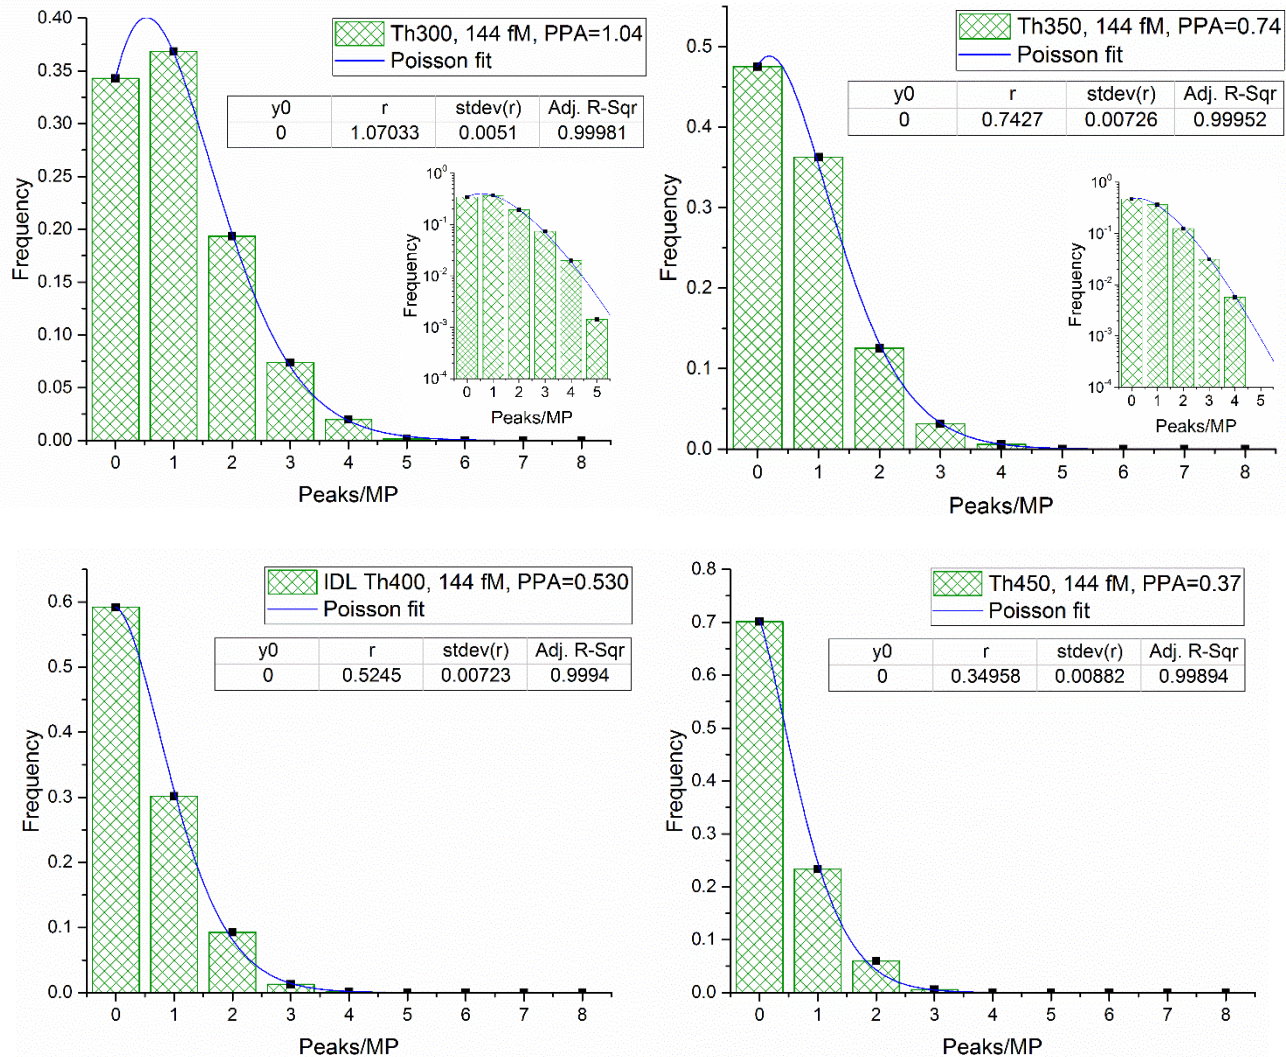 Th300, 144 fM, PPA=1.04
Poisson fit
y0 r stdev(r) Adj. R-Sqr
0 1.07033 0.0051 0.99981
Frequency
0.40
0.35
0.30
0.25
0.20
0.15
0.10
0.05
0.00
0 1 2 3 4 5 6 7 8
Peaks/MP
Frequency
10^0
10^-1
10^-2
10^-3
10^-4
0 1 2 3 4 5
Peaks/MP
Th350, 144 fM, PPA=0.74
Poisson fit
y0 r stdev(r) Adj. R-Sqr
0 0.7427 0.00726 0.99952
Frequency
0.5
0.4
0.3
0.2
0.1
0.0
0 1 2 3 4 5 6 7 8
Peaks/MP
Frequency
10^0
10^-1
10^-2
10^-3
10^-4
0 1 2 3 4 5
Peaks/MP
IDL Th400, 144 fM, PPA=0.530
Poisson fit
y0 r stdev(r) Adj. R-Sqr
0 0.5245 0.00723 0.9994
Frequency
0.6
0.5
0.4
0.3
0.2
0.1
0.0
0 1 2 3 4 5 6 7 8
Peaks/MP
Th450, 144 fM, PPA=0.37
Poisson fit
y0 r stdev(r) Adj. R-Sqr
0 0.34958 0.00882 0.99894
Frequency
0.8
0.7
0.6
0.5
0.4
0.3
0.2
0.1
0.0
0 1 2 3 4 5 6 7 8
Peaks/MP